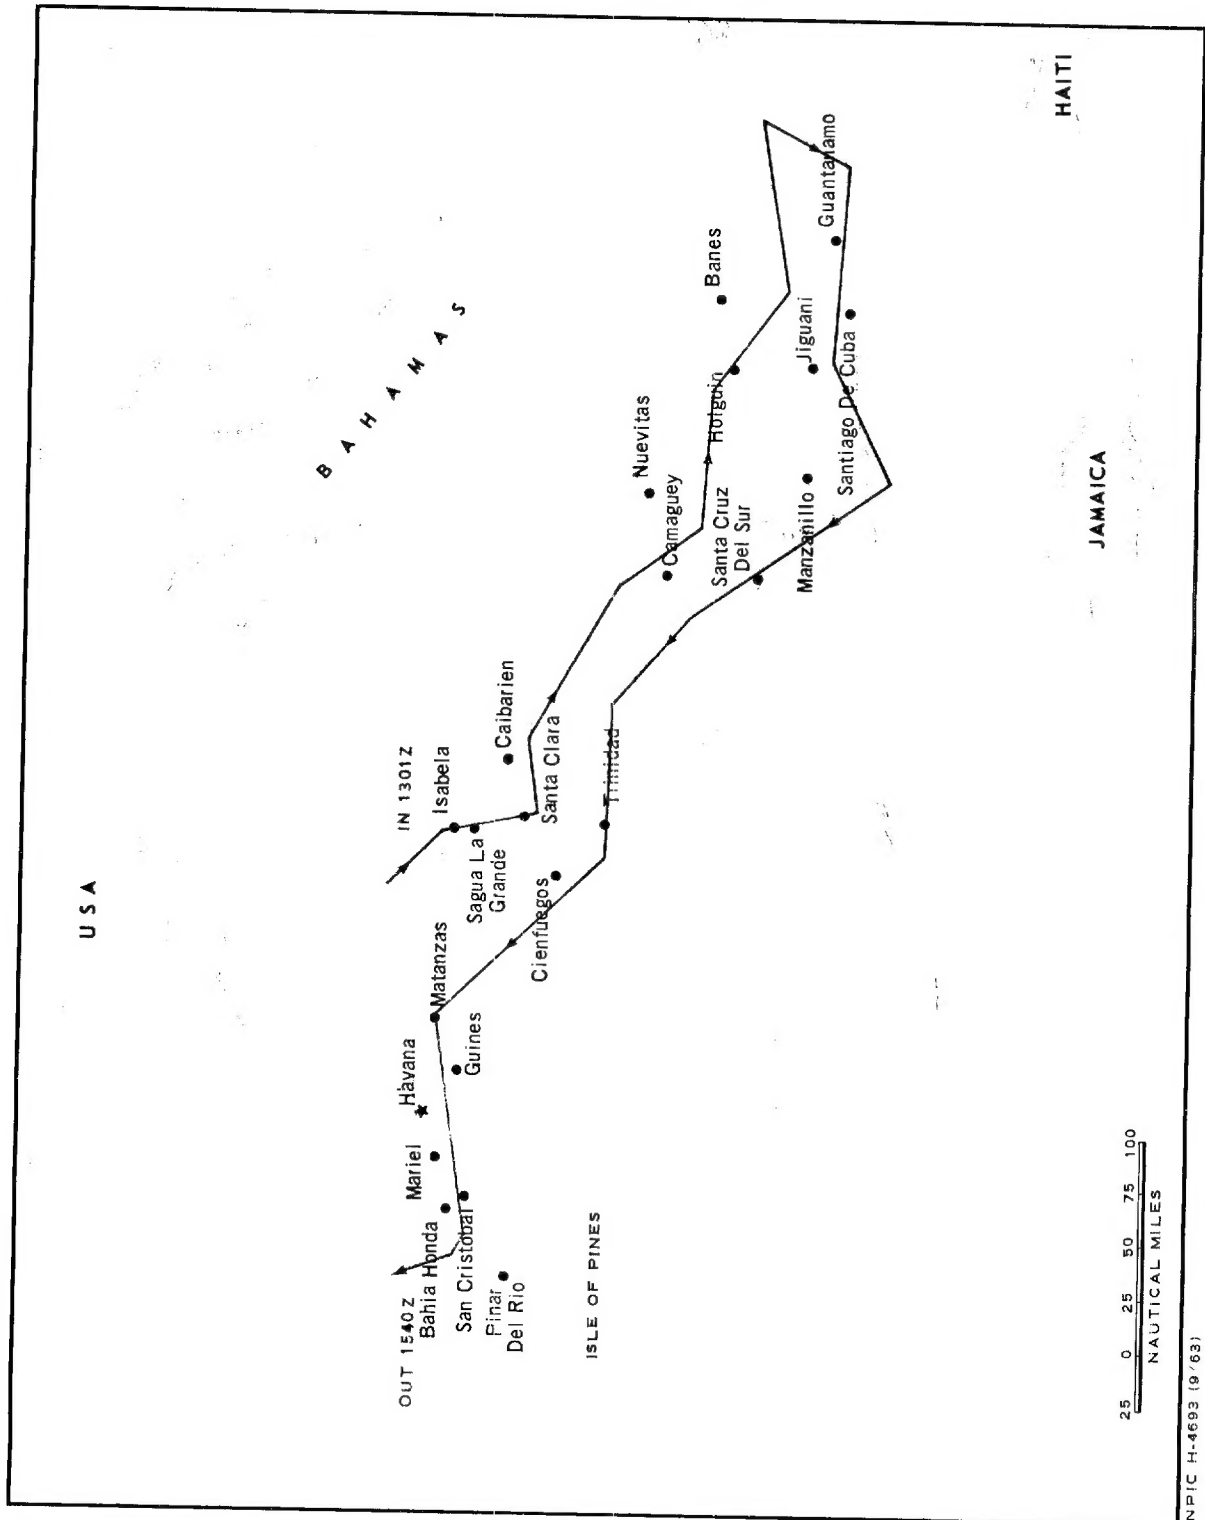 USA
BAHAMAS
HAITI
JAMAICA
ISLE OF PINES
IN 1301Z
Isabela
Sagua La
Grande
Caibarien
Santa Clara
OUT 1540Z
Bahia Honda
Mariel
Havana
Matanzas
Guines
San Cristobal
Pinar
Del Rio
Cienfuegos
Trinidad
Nuevitas
Camaguey
Santa Cruz
Del Sur
Holguin
Banes
Manzanillo
Jiguani
Santiago De Cuba
Guantanamo
25 0 25 50 75 100
NAUTICAL MILES
NPIC H-4693 (9/63)